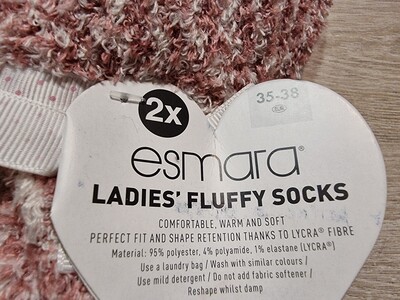 2x
35-38
esmara®
LADIES' FLUFFY SOCKS
COMFORTABLE, WARM AND SOFT
PERFECT FIT AND SHAPE RETENTION THANKS TO LYCRA® FIBRE
Material: 95% polyester, 4% polyamide, 1% elastane (LYCRA®)
Use a laundry bag / Wash with similar colours /
Use mild detergent / Do not add fabric softener /
Reshape whilst damp